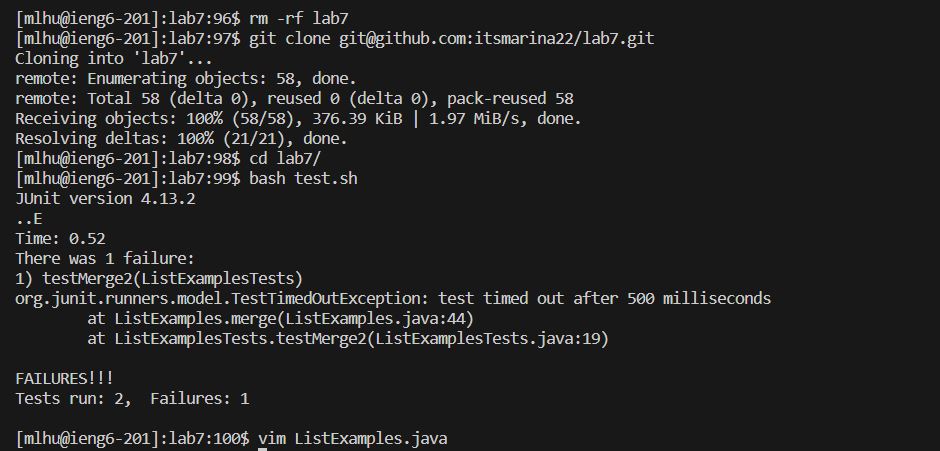 [mlhu@ieng6-201]:lab7:96$ rm -rf lab7
[mlhu@ieng6-201]:lab7:97$ git clone git@github.com:itsmarina22/lab7.git
Cloning into 'lab7'...
remote: Enumerating objects: 58, done.
remote: Total 58 (delta 0), reused 0 (delta 0), pack-reused 58
Receiving objects: 100% (58/58), 376.39 KiB | 1.97 MiB/s, done.
Resolving deltas: 100% (21/21), done.
[mlhu@ieng6-201]:lab7:98$ cd lab7/
[mlhu@ieng6-201]:lab7:99$ bash test.sh
JUnit version 4.13.2
..E
Time: 0.52
There was 1 failure:
1) testMerge2(ListExamplesTests)
org.junit.runners.model.TestTimedOutException: test timed out after 500 milliseconds
        at ListExamples.merge(ListExamples.java:44)
        at ListExamplesTests.testMerge2(ListExamplesTests.java:19)

FAILURES!!!
Tests run: 2,  Failures: 1

[mlhu@ieng6-201]:lab7:100$ vim ListExamples.java